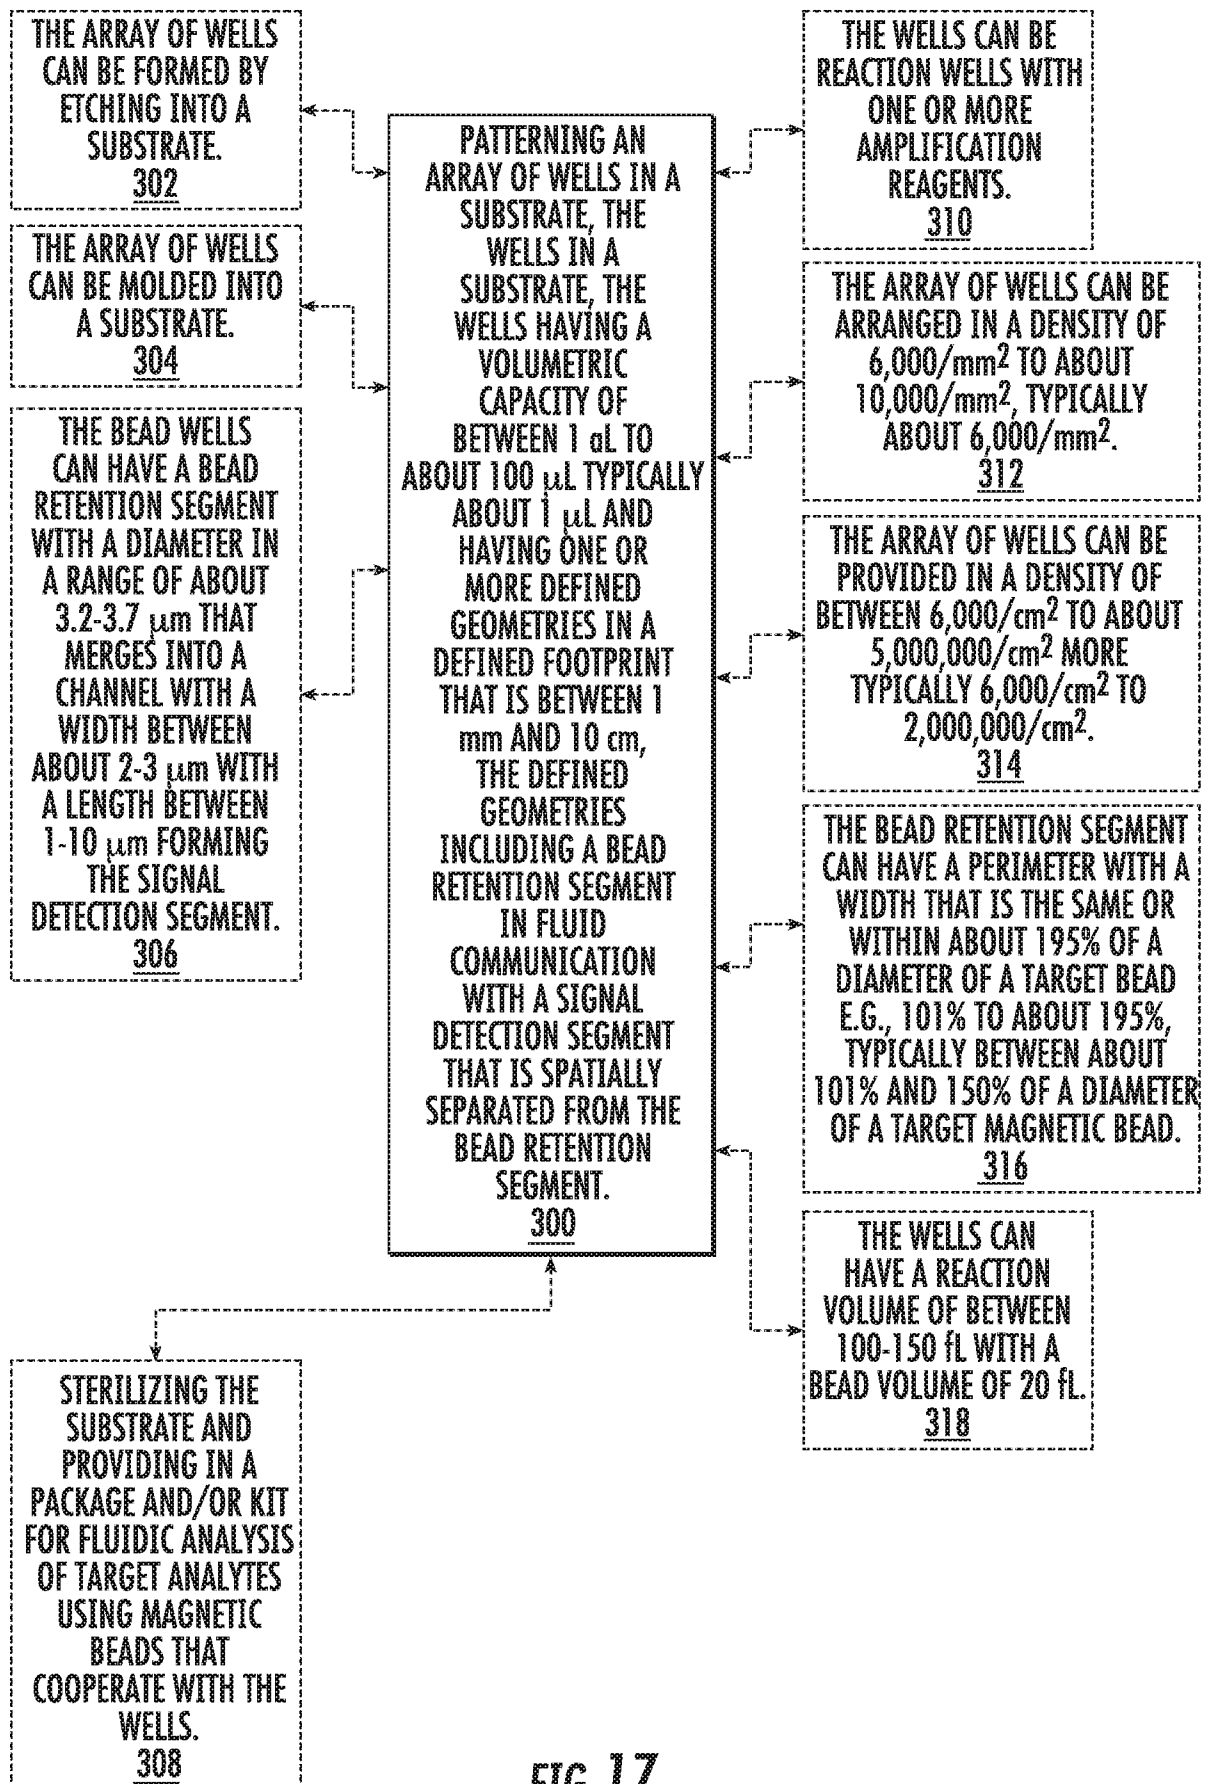 THE ARRAY OF WELLS
CAN BE FORMED BY
ETCHING INTO A
SUBSTRATE.
302
THE ARRAY OF WELLS
CAN BE MOLDED INTO
A SUBSTRATE.
304
THE BEAD WELLS
CAN HAVE A BEAD
RETENTION SEGMENT
WITH A DIAMETER IN
A RANGE OF ABOUT
3.2-3.7 µm THAT
MERGES INTO A
CHANNEL WITH A
WIDTH BETWEEN
ABOUT 2-3 µm WITH
A LENGTH BETWEEN
1-10 µm FORMING
THE SIGNAL
DETECTION SEGMENT.
306
PATTERNING AN
ARRAY OF WELLS IN A
SUBSTRATE, THE
WELLS IN A
SUBSTRATE, THE
WELLS HAVING A
VOLUMETRIC
CAPACITY OF
BETWEEN 1 aL TO
ABOUT 100 µL TYPICALLY
ABOUT 1 µL AND
HAVING ONE OR
MORE DEFINED
GEOMETRIES IN A
DEFINED FOOTPRINT
THAT IS BETWEEN 1
mm AND 10 cm,
THE DEFINED
GEOMETRIES
INCLUDING A BEAD
RETENTION SEGMENT
IN FLUID
COMMUNICATION
WITH A SIGNAL
DETECTION SEGMENT
THAT IS SPATIALLY
SEPARATED FROM THE
BEAD RETENTION
SEGMENT.
300
THE WELLS CAN BE
REACTION WELLS WITH
ONE OR MORE
AMPLIFICATION
REAGENTS.
310
THE ARRAY OF WELLS CAN BE
ARRANGED IN A DENSITY OF
6,000/mm² TO ABOUT
10,000/mm², TYPICALLY
ABOUT 6,000/mm².
312
THE ARRAY OF WELLS CAN BE
PROVIDED IN A DENSITY OF
BETWEEN 6,000/cm² TO ABOUT
5,000,000/cm² MORE
TYPICALLY 6,000/cm² TO
2,000,000/cm².
314
THE BEAD RETENTION SEGMENT
CAN HAVE A PERIMETER WITH A
WIDTH THAT IS THE SAME OR
WITHIN ABOUT 195% OF A
DIAMETER OF A TARGET BEAD
E.G., 101% TO ABOUT 195%,
TYPICALLY BETWEEN ABOUT
101% AND 150% OF A DIAMETER
OF A TARGET MAGNETIC BEAD.
316
THE WELLS CAN
HAVE A REACTION
VOLUME OF BETWEEN
100-150 fL WITH A
BEAD VOLUME OF 20 fL.
318
STERILIZING THE
SUBSTRATE AND
PROVIDING IN A
PACKAGE AND/OR KIT
FOR FLUIDIC ANALYSIS
OF TARGET ANALYTES
USING MAGNETIC
BEADS THAT
COOPERATE WITH THE
WELLS.
308
FIG. 17